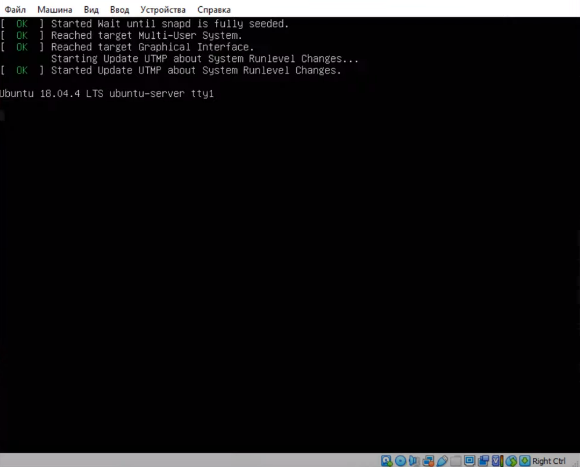 Файл Машина Вид Ввод Устройства Справка
[  OK  ] Started Wait until snapd is fully seeded.
[  OK  ] Reached target Multi-User System.
[  OK  ] Reached target Graphical Interface.
         Starting Update UTMP about System Runlevel Changes...
[  OK  ] Started Update UTMP about System Runlevel Changes.
Ubuntu 18.04.4 LTS ubuntu-server tty1
Right Ctrl